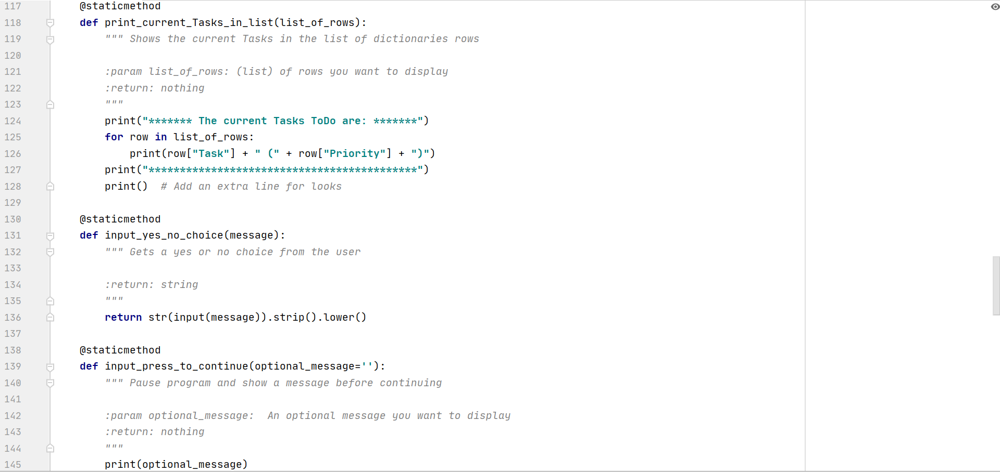 117 @staticmethod
118 def print_current_Tasks_in_list(list_of_rows):
119 """ Shows the current Tasks in the list of dictionaries rows
120
121 :param list_of_rows: (list) of rows you want to display
122 :return: nothing
123 """
124 print("******* The current Tasks ToDo are: *******")
125 for row in list_of_rows:
126 print(row["Task"] + " (" + row["Priority"] + ")")
127 print("*******************************************")
128 print()  # Add an extra line for looks
129
130 @staticmethod
131 def input_yes_no_choice(message):
132 """ Gets a yes or no choice from the user
133
134 :return: string
135 """
136 return str(input(message)).strip().lower()
137
138 @staticmethod
139 def input_press_to_continue(optional_message=''):
140 """ Pause program and show a message before continuing
141
142 :param optional_message:  An optional message you want to display
143 :return: nothing
144 """
145 print(optional_message)